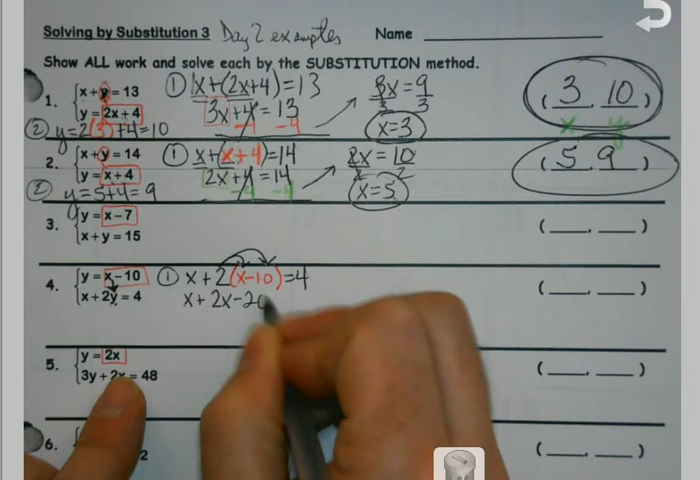 Solving by Substitution 3 Day 2 examples Name
Show ALL work and solve each by the SUBSTITUTION method.
1. x + y = 13 ① x+(2x+4)=13 3x=9 ( 3 , 10 )
y = 2x + 4 3x+4=13 3 3
-4 -4 x=3 x y
② y=2(3)+4=10
2. x + y = 14 ① x+(x+4)=14 2x=10 ( 5 , 9 )
y = x + 4 2x+4=14 2 2
② y=5+4=9 -4 -4 x=5
3. y = x – 7 ( , )
x + y = 15
4. y = x – 10 ① x+2(x-10)=4 ( , )
x + 2y = 4 x+2x-20
5. y = 2x ( , )
3y + 2x = 48
6. ( , )
2